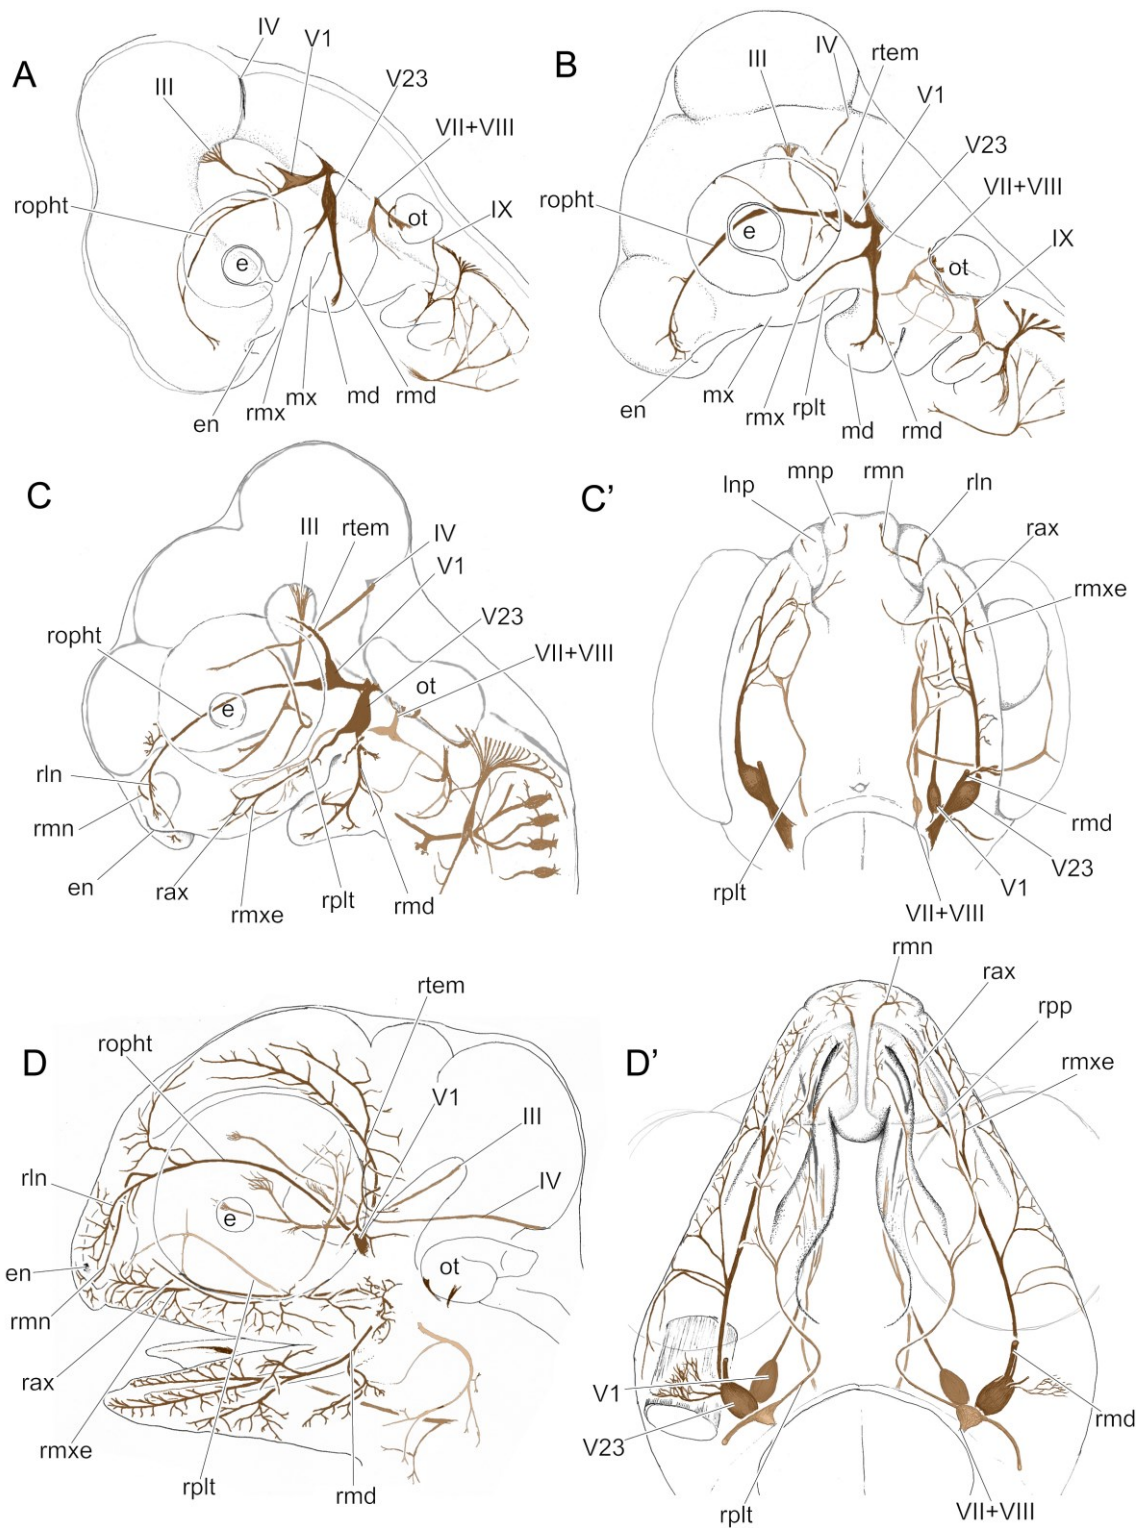 A
IV
V1
III
V23
VII+VIII
ropht
ot
IX
e
rmx
mx
md
rmd
en
B
III
IV
rtem
V1
V23
VII+VIII
ropht
e
ot
IX
en
mx
rmx
rplt
md
rmd
C
III
rtem
IV
V1
V23
VII+VIII
ropht
e
ot
rln
rmn
en
rax
rmxe
rplt
rmd
C’
lnp
mnp
rmn
rln
rax
rmxe
rmd
V23
V1
VII+VIII
rplt
D
ropht
rtem
V1
III
IV
rln
e
ot
en
rmn
rax
rmxe
rplt
rmd
D’
rmn
rax
rpp
rmxe
V1
V23
rmd
rplt
VII+VIII